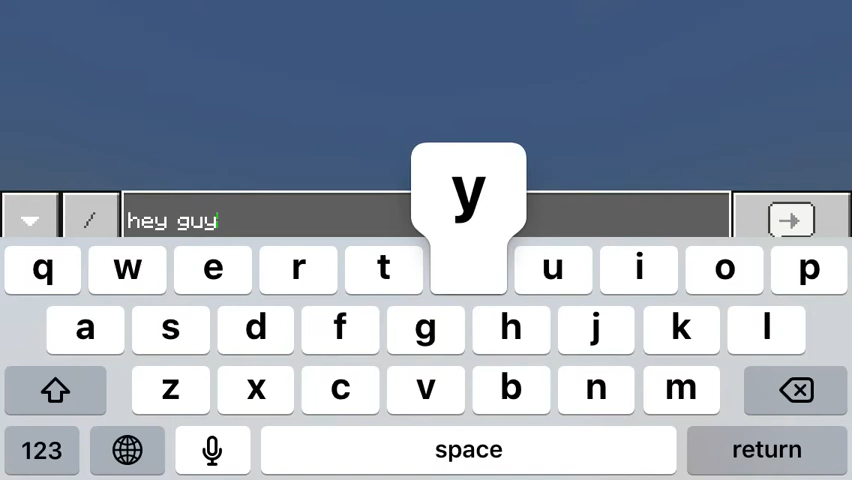 y
/
hey guy
q w e r t u i o p
a s d f g h j k l
z x c v b n m
123 space return